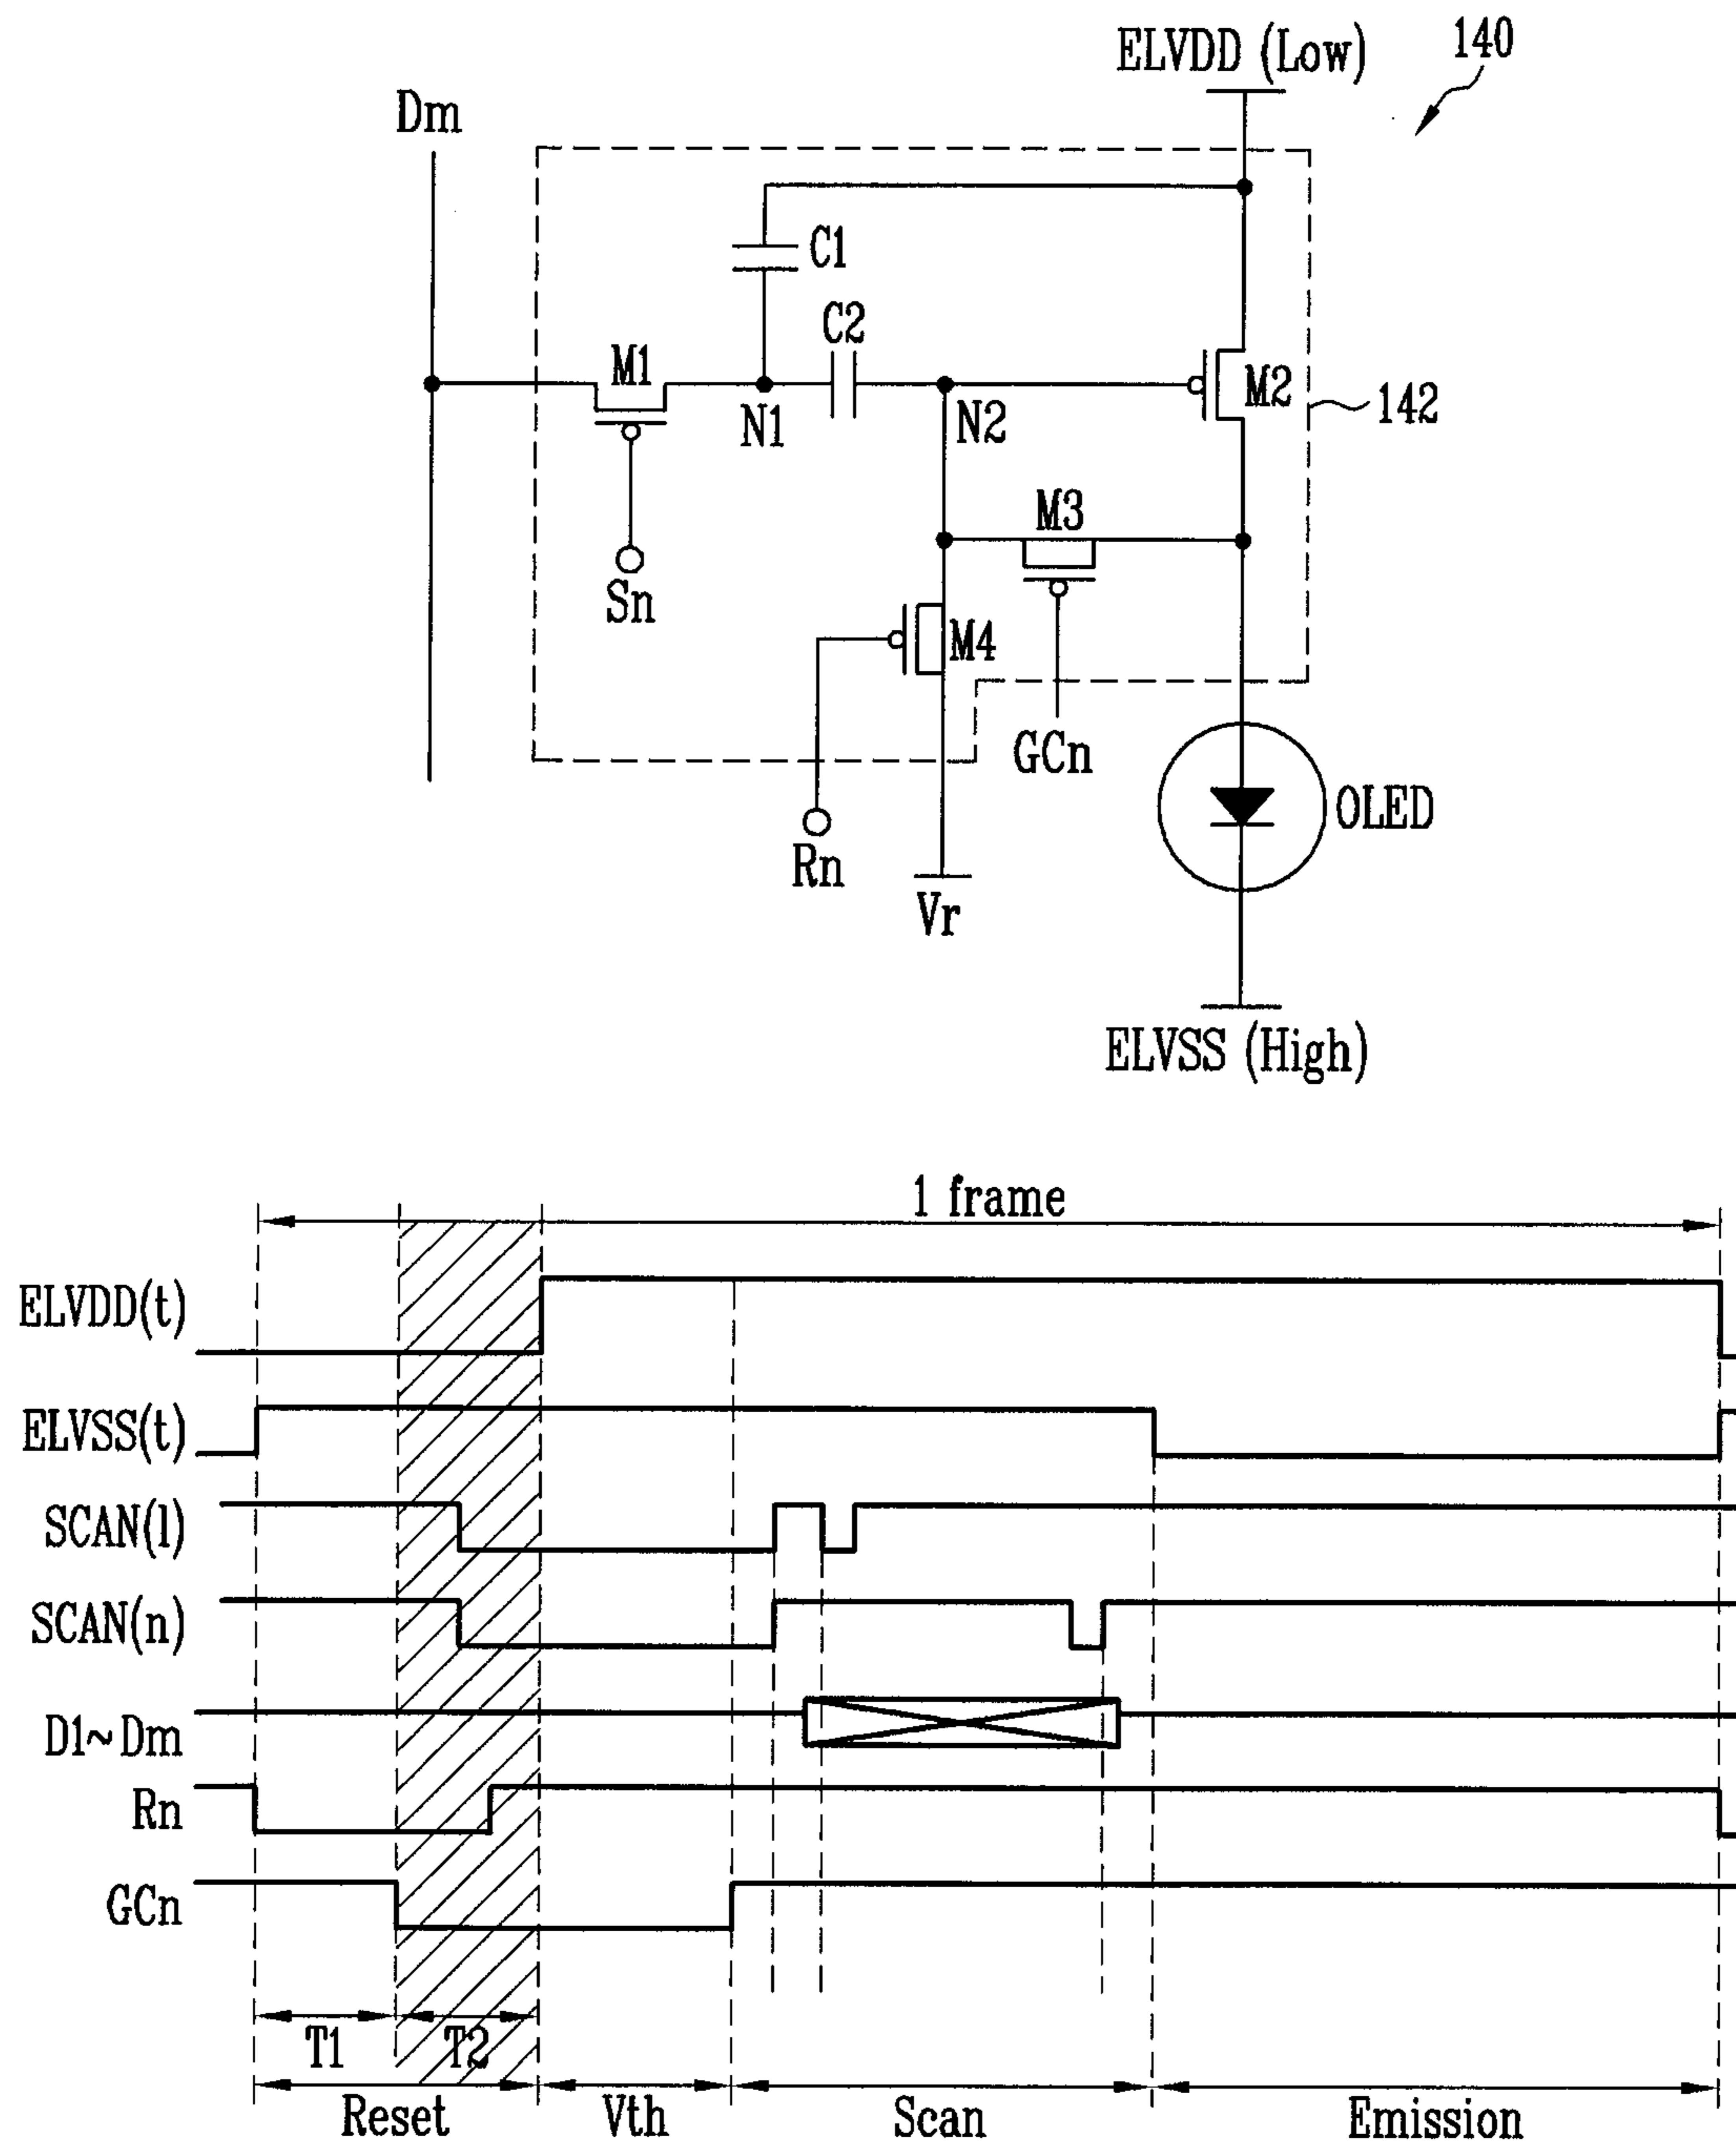 ELVDD (Low)
140
Dm
C1
C2
M1
N1
N2
M2
142
M3
Sn
M4
GCn
OLED
Rn
Vr
ELVSS (High)
1 frame
ELVDD(t)
ELVSS(t)
SCAN(1)
SCAN(n)
D1~Dm
Rn
GCn
T1
T2
Reset
Vth
Scan
Emission